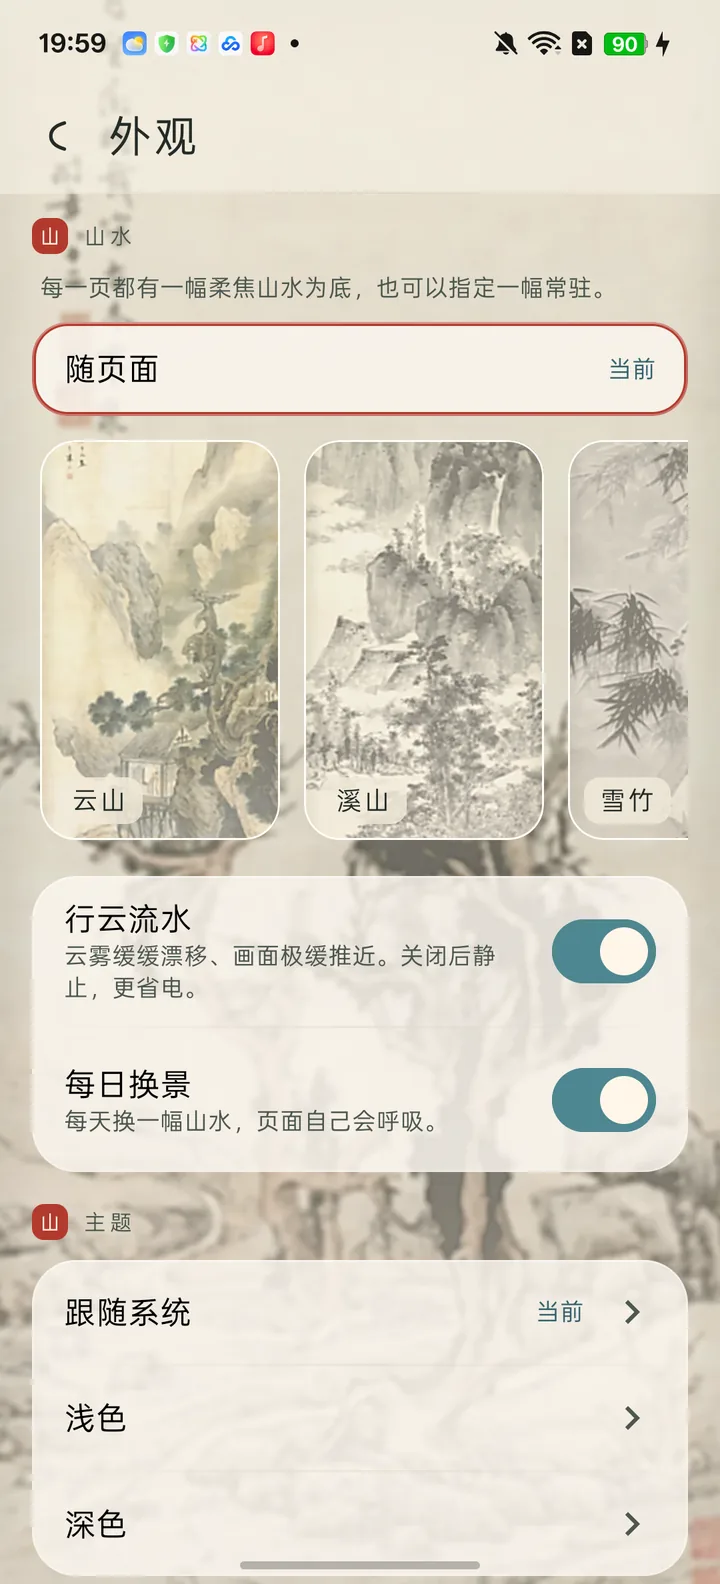 19:59
90
外观
山 山水
每一页都有一幅柔焦山水为底，也可以指定一幅常驻。
随页面 当前
云山 溪山 雪竹
行云流水
云雾缓缓漂移、画面极缓推近。关闭后静
止，更省电。
每日换景
每天换一幅山水，页面自己会呼吸。
山 主题
跟随系统 当前
浅色
深色